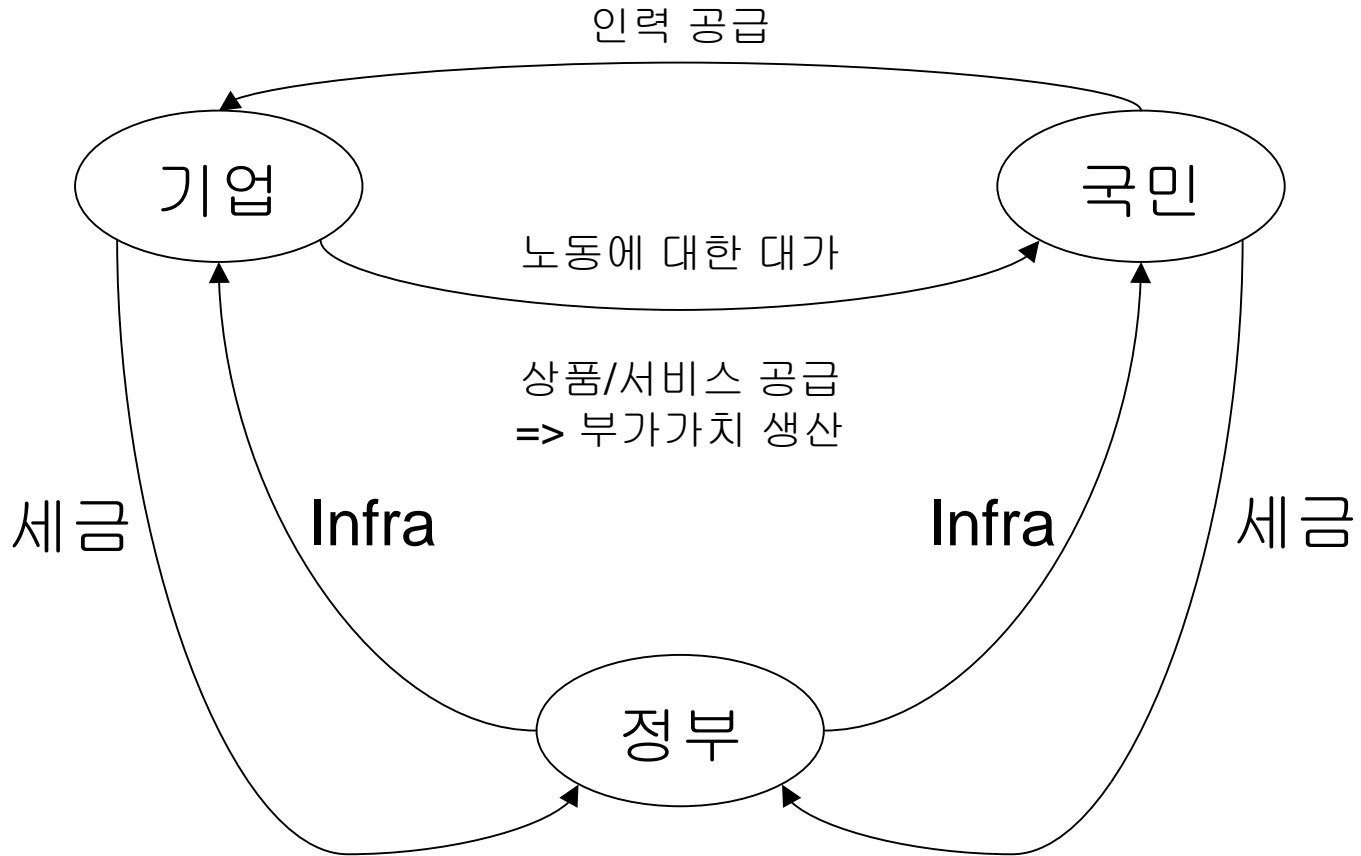 인력 공급
기업
국민
노동에 대한 대가
상품/서비스 공급
=> 부가가치 생산
세금
Infra
Infra
세금
정부